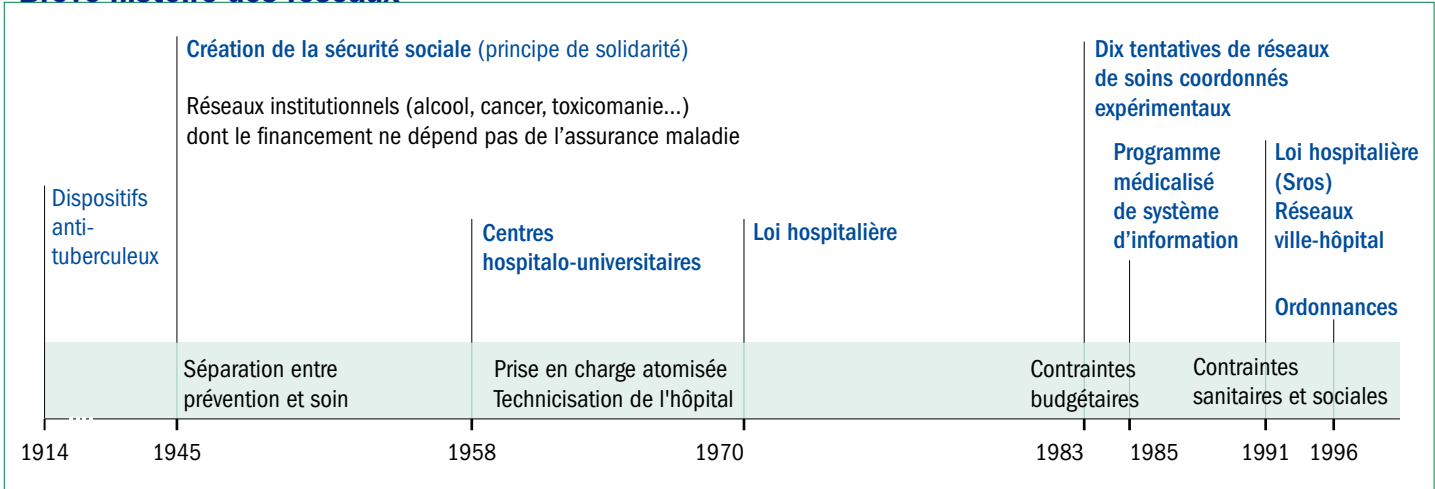 Brève histoire des réseaux
Création de la sécurité sociale (principe de solidarité)
Réseaux institutionnels (alcool, cancer, toxicomanie...)
dont le financement ne dépend pas de l'assurance maladie
Dix tentatives de réseaux
de soins coordonnés
expérimentaux
Programme
médicalisé
de système
d'information
Loi hospitalière
(Sros)
Réseaux
ville-hôpital
Dispositifs
anti-
tuberculeux
Centres
hospitalo-universitaires
Loi hospitalière
Ordonnances
Séparation entre
prévention et soin
Prise en charge atomisée
Technicisation de l'hôpital
Contraintes
budgétaires
Contraintes
sanitaires et sociales
...
1914 1945 1958 1970 1983 1985 1991 1996